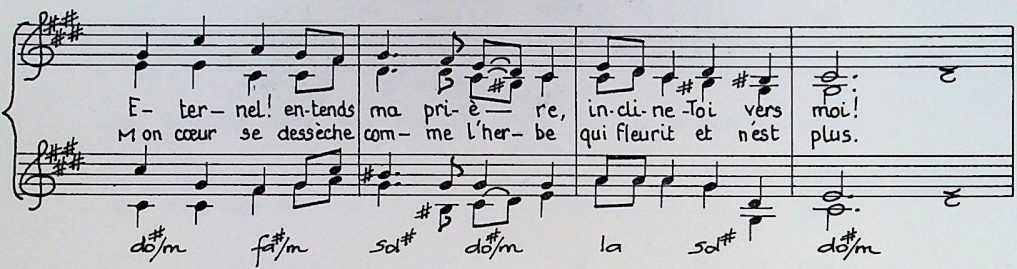 E- ter- nel! en-tends ma pri- è- re, in-cli-ne-Toi vers moi!
Mon cœur se dessèche com- me l'her- be qui fleurit et n'est plus.
do#/m fa#/m sol# do#/m la sol# do#/m